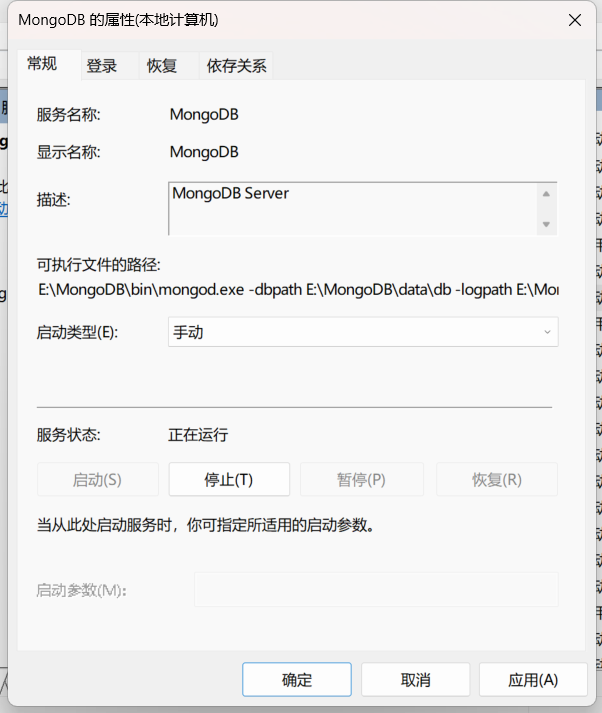 MongoDB 的属性(本地计算机)
常规 登录 恢复 依存关系
服务名称: MongoDB
显示名称: MongoDB
描述: MongoDB Server
可执行文件的路径:
E:\MongoDB\bin\mongod.exe -dbpath E:\MongoDB\data\db -logpath E:\Mon
启动类型(E): 手动
服务状态: 正在运行
启动(S) 停止(T) 暂停(P) 恢复(R)
当从此处启动服务时，你可指定所适用的启动参数。
启动参数(M):
确定 取消 应用(A)